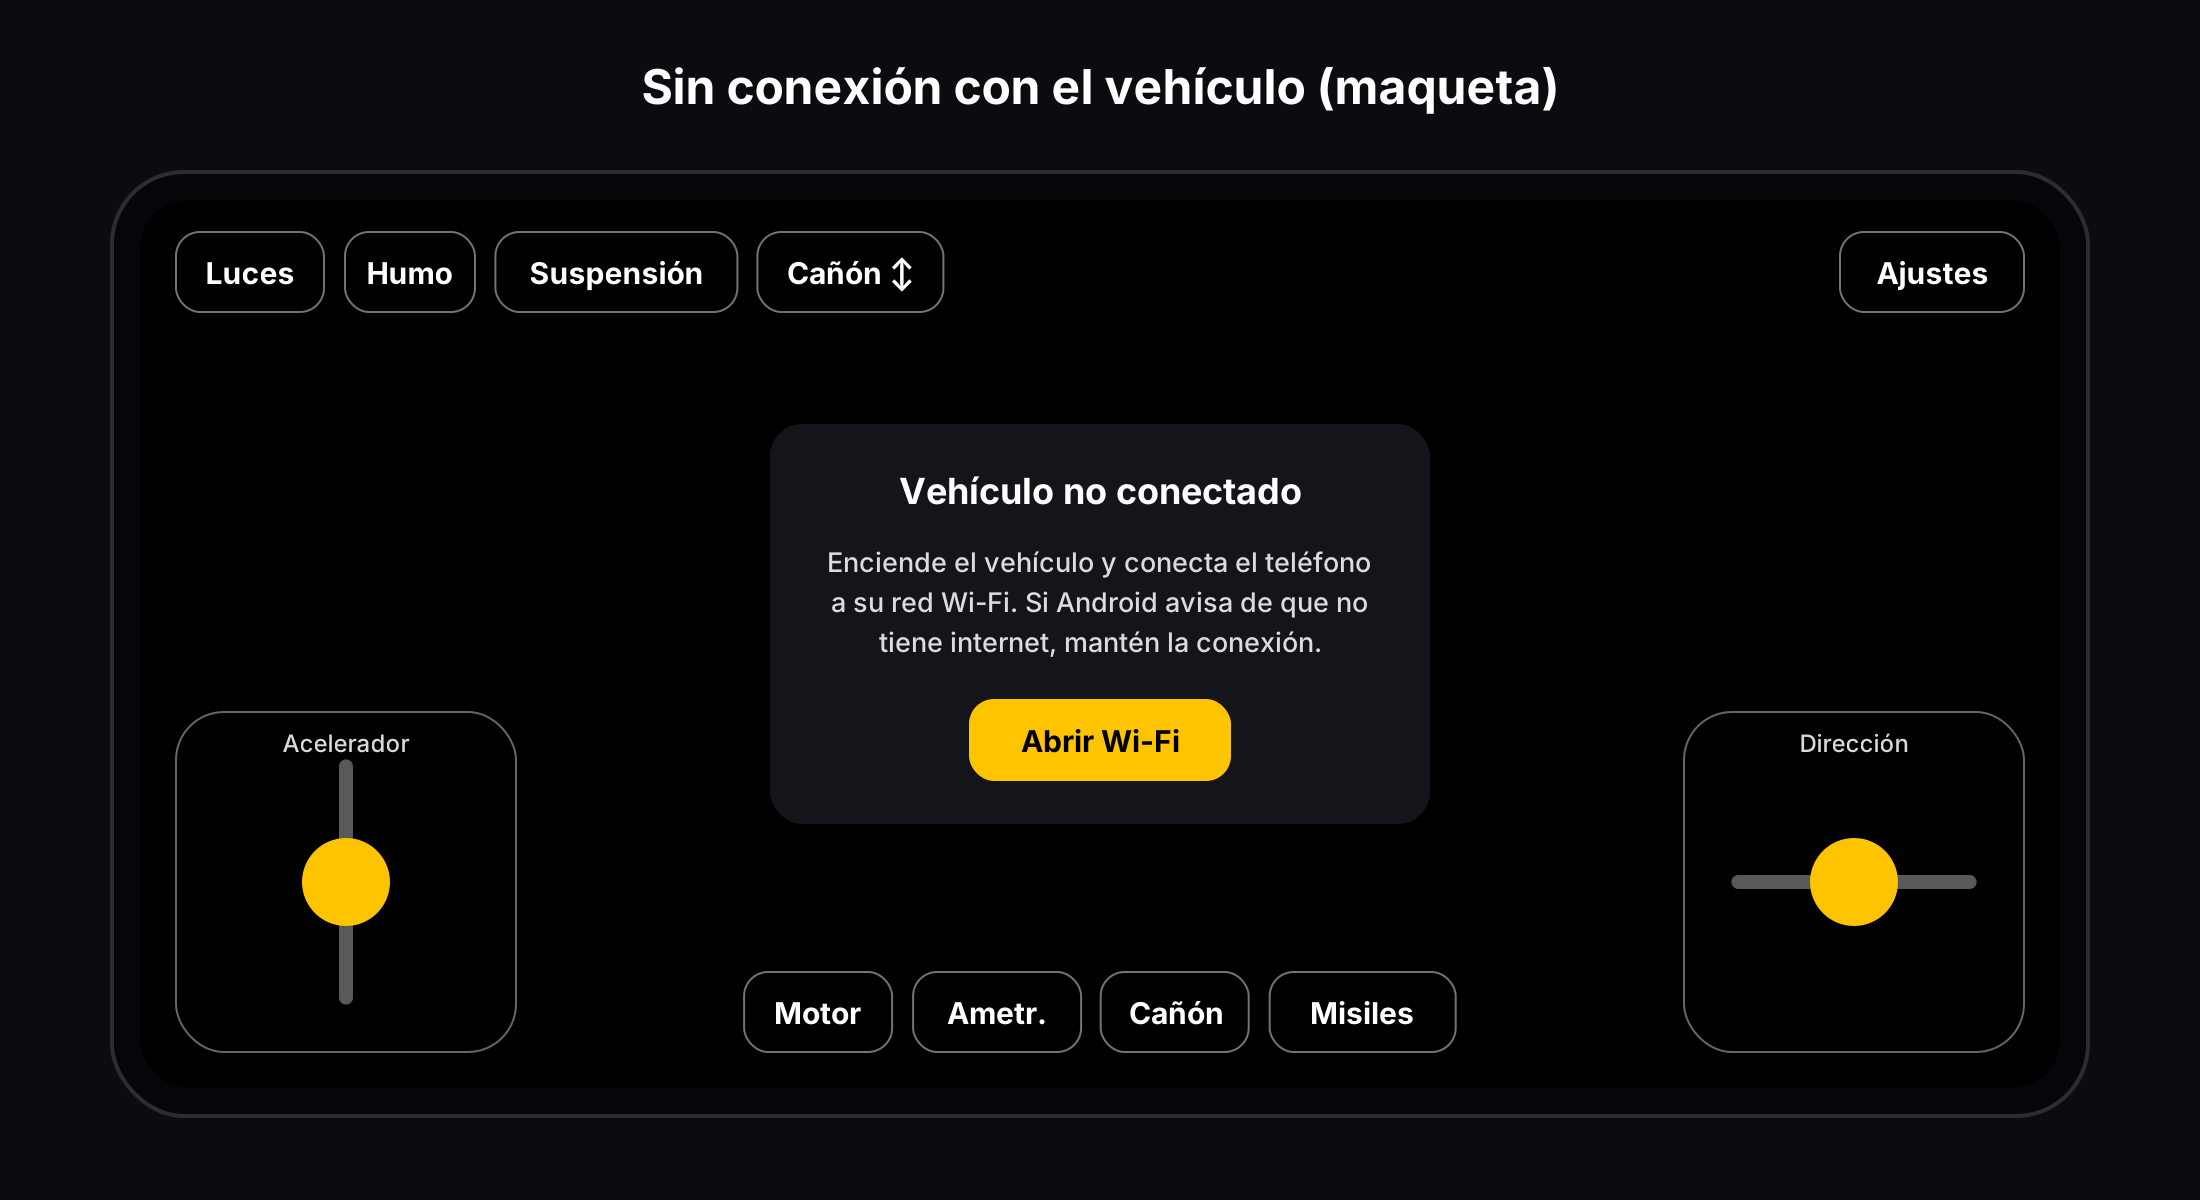 Sin conexión con el vehículo (maqueta)
Luces
Humo
Suspensión
Cañón ↕
Ajustes
Vehículo no conectado
Enciende el vehículo y conecta el teléfono
a su red Wi-Fi. Si Android avisa de que no
tiene internet, mantén la conexión.
Abrir Wi-Fi
Acelerador
Dirección
Motor
Ametr.
Cañón
Misiles